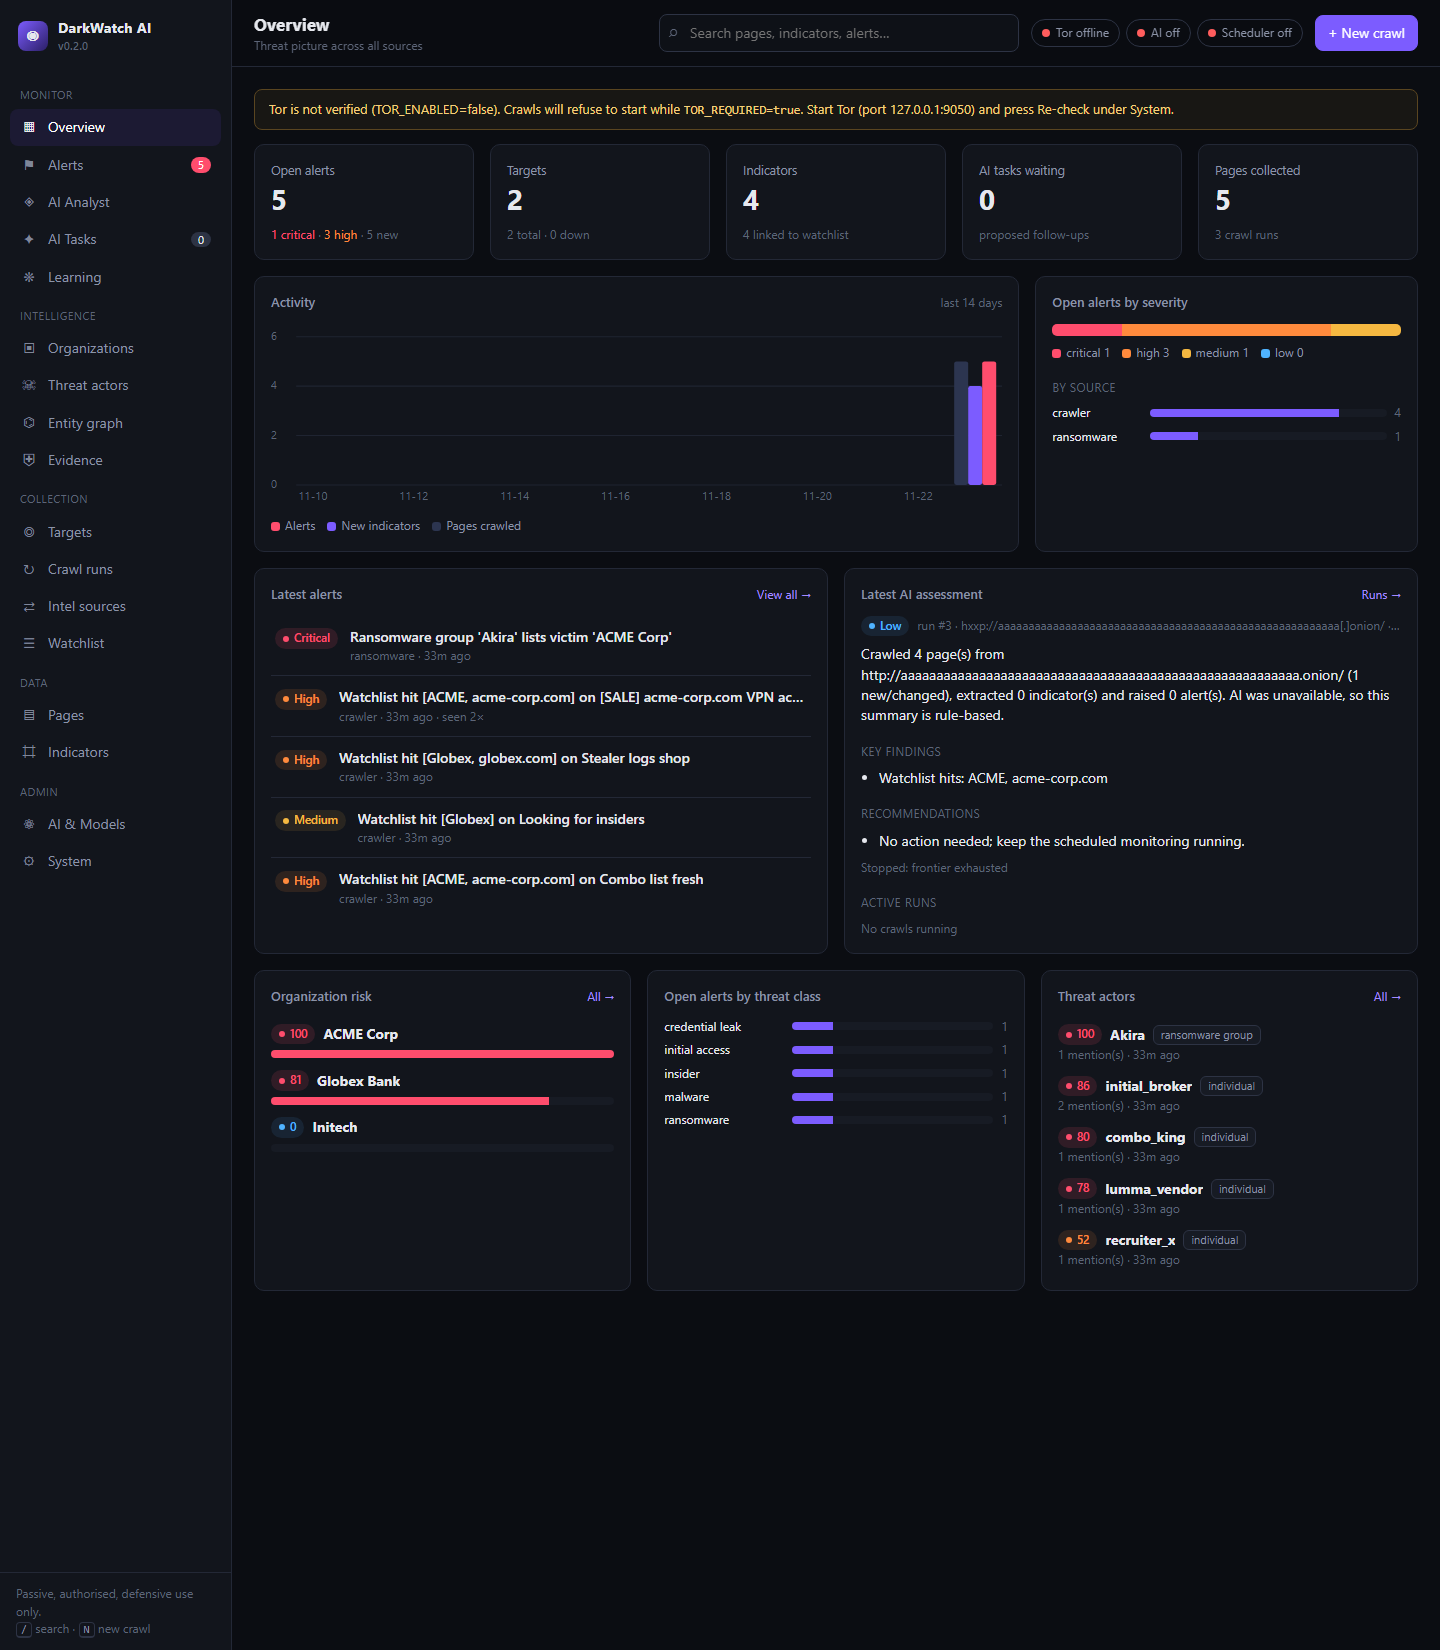 DarkWatch AI
v0.2.0
MONITOR
Overview
Alerts
5
AI Analyst
AI Tasks
0
Learning
INTELLIGENCE
Organizations
Threat actors
Entity graph
Evidence
COLLECTION
Targets
Crawl runs
Intel sources
Watchlist
DATA
Pages
Indicators
ADMIN
AI & Models
System
Passive, authorised, defensive use
only.
/ search · N new crawl
Overview
Threat picture across all sources
Search pages, indicators, alerts...
Tor offline
AI off
Scheduler off
+ New crawl
Tor is not verified (TOR_ENABLED=false). Crawls will refuse to start while TOR_REQUIRED=true. Start Tor (port 127.0.0.1:9050) and press Re-check under System.
Open alerts
5
1 critical · 3 high · 5 new
Targets
2
2 total · 0 down
Indicators
4
4 linked to watchlist
AI tasks waiting
0
proposed follow-ups
Pages collected
5
3 crawl runs
Activity
last 14 days
6
4
2
0
11-10 11-12 11-14 11-16 11-18 11-20 11-22
Alerts New indicators Pages crawled
Open alerts by severity
critical 1 high 3 medium 1 low 0
BY SOURCE
crawler 4
ransomware 1
Latest alerts
View all →
Critical Ransomware group 'Akira' lists victim 'ACME Corp'
ransomware · 33m ago
High Watchlist hit [ACME, acme-corp.com] on [SALE] acme-corp.com VPN ac...
crawler · 33m ago · seen 2×
High Watchlist hit [Globex, globex.com] on Stealer logs shop
crawler · 33m ago
Medium Watchlist hit [Globex] on Looking for insiders
crawler · 33m ago
High Watchlist hit [ACME, acme-corp.com] on Combo list fresh
crawler · 33m ago
Latest AI assessment
Runs →
Low run #3 · hxxp://aaaaaaaaaaaaaaaaaaaaaaaaaaaaaaaaaaaaaaaaaaaaaaaaaaaaaaaa[.]onion/ ·...
Crawled 4 page(s) from
http://aaaaaaaaaaaaaaaaaaaaaaaaaaaaaaaaaaaaaaaaaaaaaaaaaaaaaaaa.onion/ (1
new/changed), extracted 0 indicator(s) and raised 0 alert(s). AI was unavailable, so this
summary is rule-based.
KEY FINDINGS
• Watchlist hits: ACME, acme-corp.com
RECOMMENDATIONS
• No action needed; keep the scheduled monitoring running.
Stopped: frontier exhausted
ACTIVE RUNS
No crawls running
Organization risk
All →
100 ACME Corp
81 Globex Bank
0 Initech
Open alerts by threat class
credential leak 1
initial access 1
insider 1
malware 1
ransomware 1
Threat actors
All →
100 Akira ransomware group
1 mention(s) · 33m ago
86 initial_broker individual
2 mention(s) · 33m ago
80 combo_king individual
1 mention(s) · 33m ago
78 lumma_vendor individual
1 mention(s) · 33m ago
52 recruiter_x individual
1 mention(s) · 33m ago